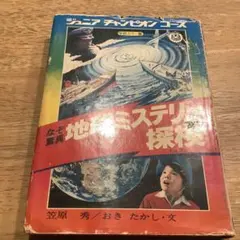 ジュニア チャンピオン コース
なぞ
驚異
地球ミステリー
探検
笠原 秀/おき たかし・文